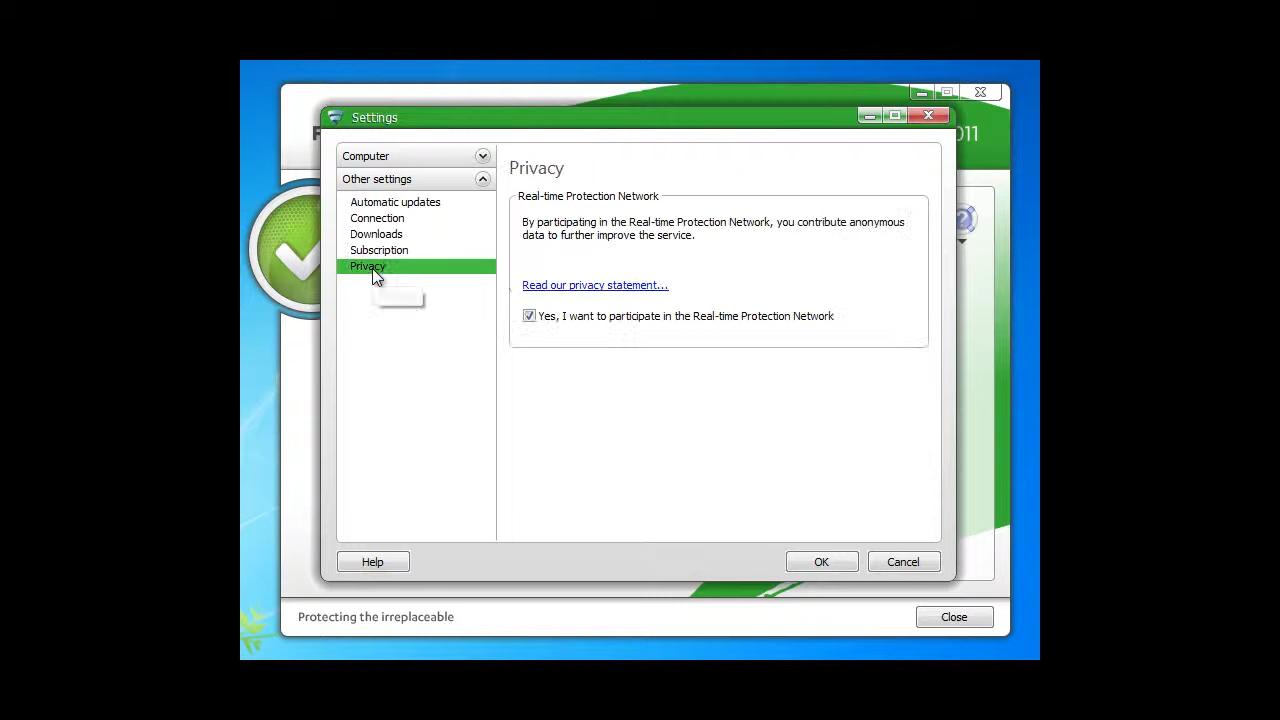 F
011
Settings
Computer
Other settings
Automatic updates
Connection
Downloads
Subscription
Privacy
Privacy
Real-time Protection Network
By participating in the Real-time Protection Network, you contribute anonymous
data to further improve the service.
Read our privacy statement...
Yes, I want to participate in the Real-time Protection Network
Help
OK
Cancel
Protecting the irreplaceable
Close